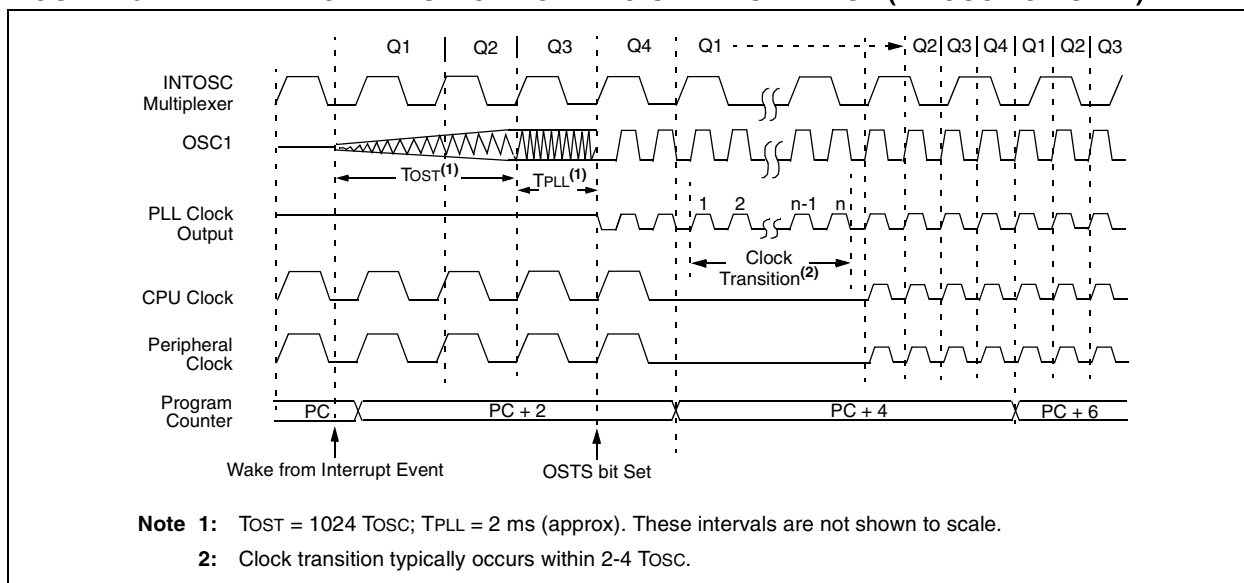 Q1 Q2 Q3 Q4 Q1 Q2 Q3 Q4 Q1 Q2 Q3
INTOSC
Multiplexer
OSC1
TOST(1)
TPLL(1)
1 2 n-1 n
PLL Clock
Output
Clock
Transition(2)
CPU Clock
Peripheral
Clock
Program
Counter
PC PC + 2 PC + 4 PC + 6
Wake from Interrupt Event
OSTS bit Set
Note 1: TOST = 1024 TOSC; TPLL = 2 ms (approx). These intervals are not shown to scale.
2: Clock transition typically occurs within 2-4 TOSC.